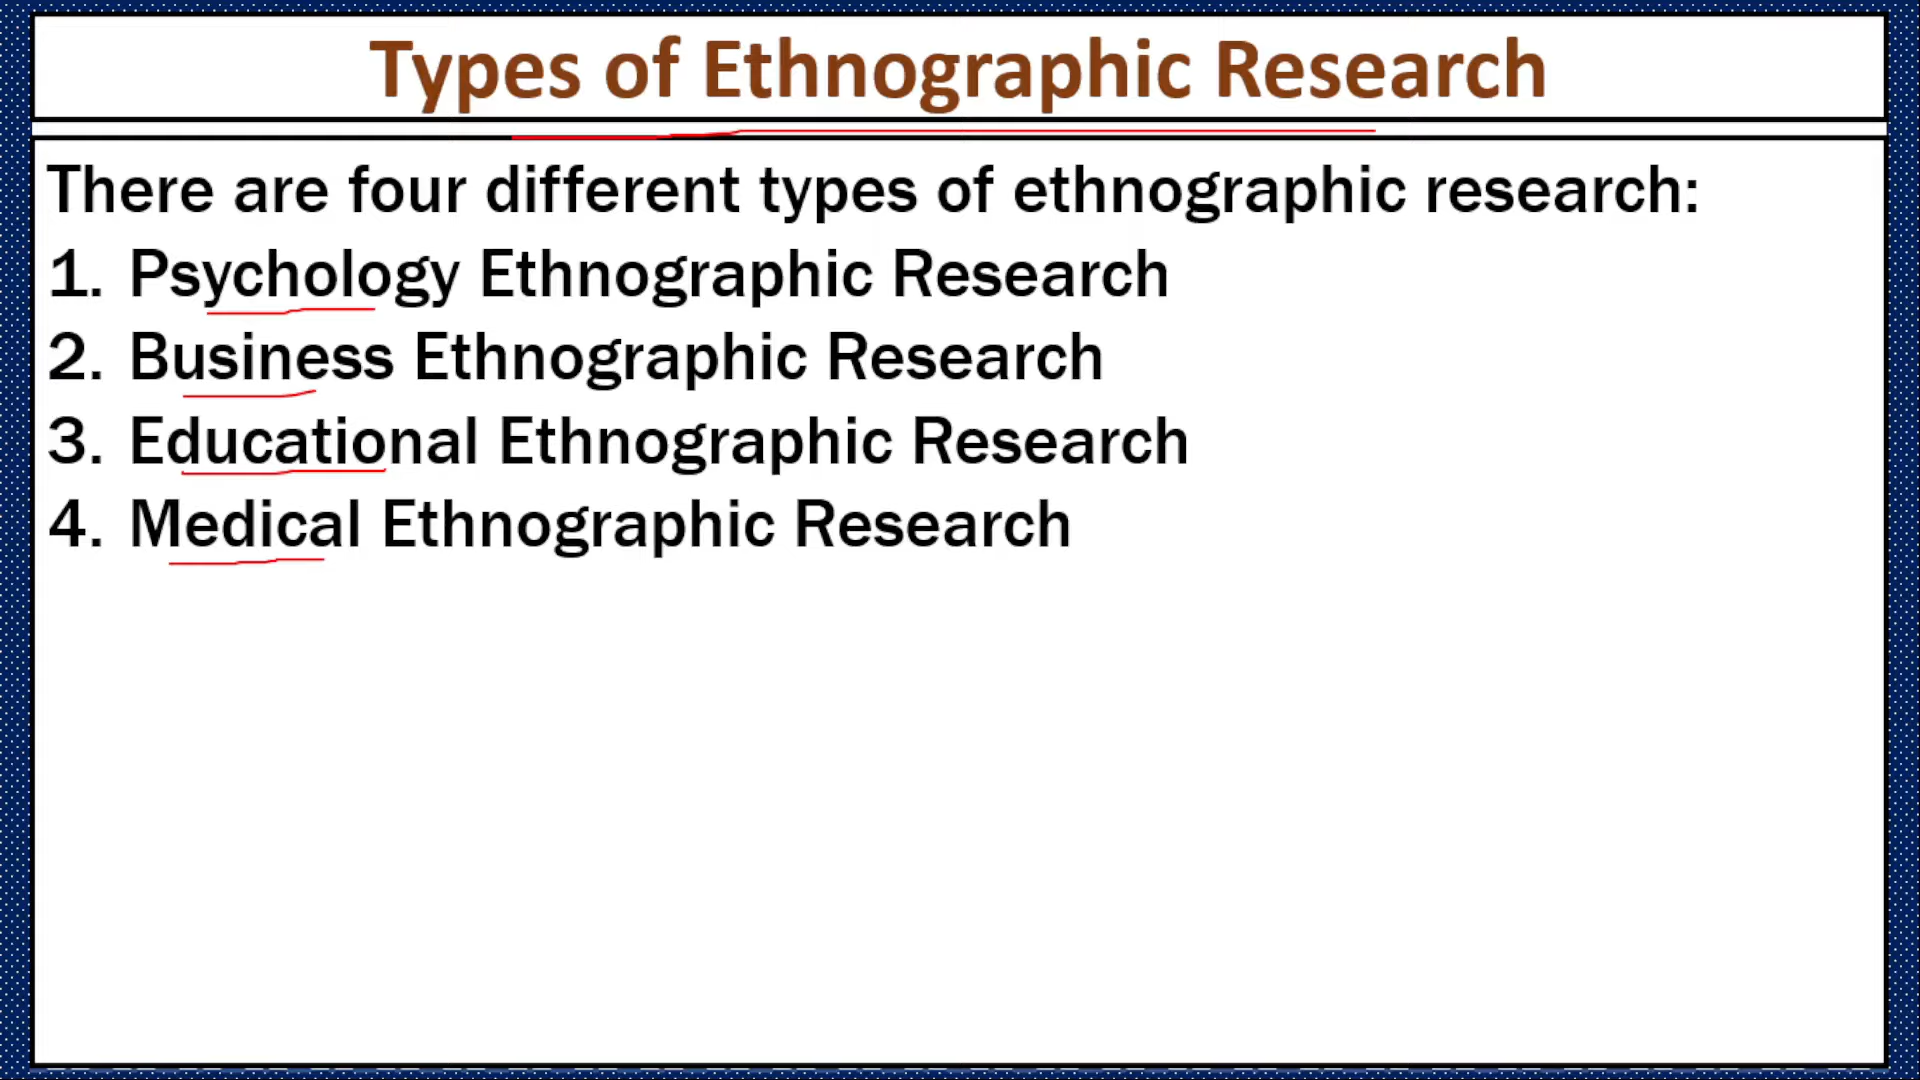 Types of Ethnographic Research
There are four different types of ethnographic research:
1. Psychology Ethnographic Research
2. Business Ethnographic Research
3. Educational Ethnographic Research
4. Medical Ethnographic Research